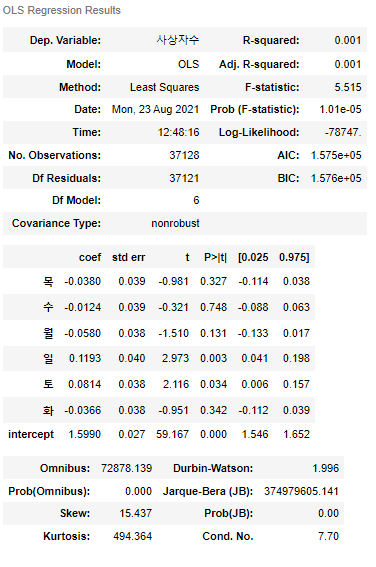 OLS Regression Results
Dep. Variable: 사상자수 R-squared: 0.001
Model: OLS Adj. R-squared: 0.001
Method: Least Squares F-statistic: 5.515
Date: Mon, 23 Aug 2021 Prob (F-statistic): 1.01e-05
Time: 12:48:16 Log-Likelihood: -78747.
No. Observations: 37128 AIC: 1.575e+05
Df Residuals: 37121 BIC: 1.576e+05
Df Model: 6
Covariance Type: nonrobust
coef std err t P>|t| [0.025 0.975]
목 -0.0380 0.039 -0.981 0.327 -0.114 0.038
수 -0.0124 0.039 -0.321 0.748 -0.088 0.063
월 -0.0580 0.038 -1.510 0.131 -0.133 0.017
일 0.1193 0.040 2.973 0.003 0.041 0.198
토 0.0814 0.038 2.116 0.034 0.006 0.157
화 -0.0366 0.038 -0.951 0.342 -0.112 0.039
intercept 1.5990 0.027 59.167 0.000 1.546 1.652
Omnibus: 72878.139 Durbin-Watson: 1.996
Prob(Omnibus): 0.000 Jarque-Bera (JB): 374979605.141
Skew: 15.437 Prob(JB): 0.00
Kurtosis: 494.364 Cond. No. 7.70